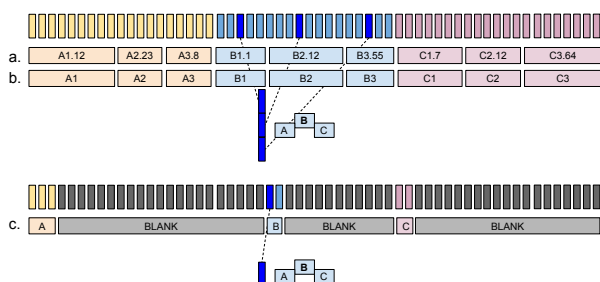 a. A1.12 A2.23 A3.8 B1.1 B2.12 B3.55 C1.7 C2.12 C3.64
b. A1 A2 A3 B1 B2 B3 C1 C2 C3
B
A C
c. A BLANK B BLANK C BLANK
B
A C